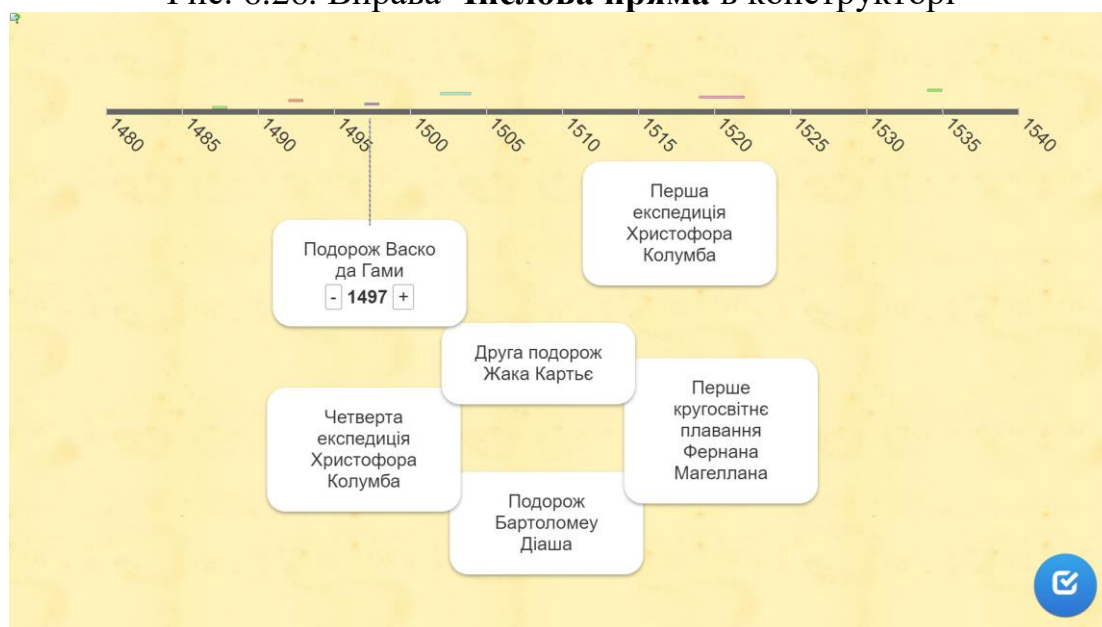 Рис. 6.28. Вправа Числова пряма в конструкторі
1480 1485 1490 1495 1500 1505 1510 1515 1520 1525 1530 1535 1540
Перша
експедиція
Христофора
Колумба
Подорож Васко
да Гами
- 1497 +
Друга подорож
Жака Картьє
Перше
кругосвітнє
плавання
Фернана
Магеллана
Четверта
експедиція
Христофора
Колумба
Подорож
Бартоломеу
Діаша